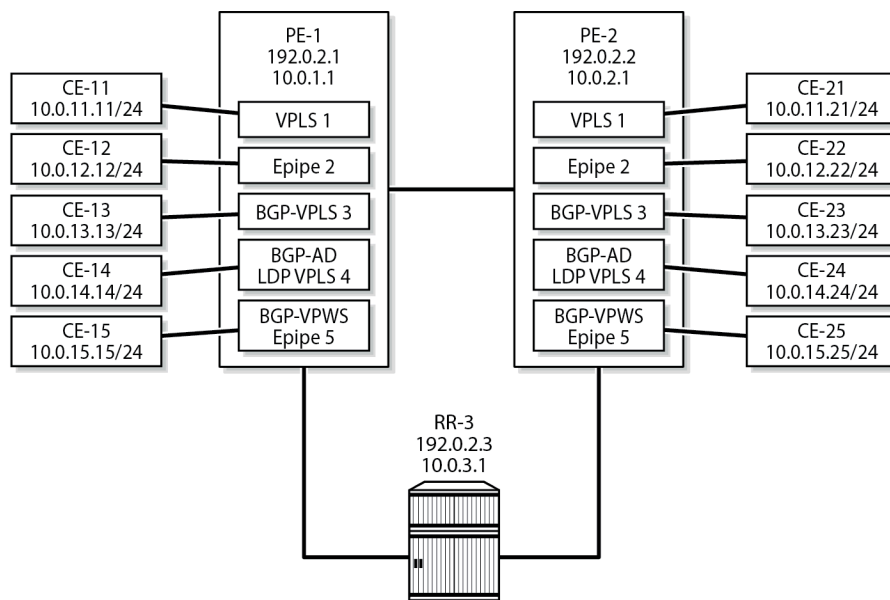 PE-1
192.0.2.1
10.0.1.1
CE-11
10.0.11.11/24
CE-12
10.0.12.12/24
CE-13
10.0.13.13/24
CE-14
10.0.14.14/24
CE-15
10.0.15.15/24
VPLS 1
Epipe 2
BGP-VPLS 3
BGP-AD
LDP VPLS 4
BGP-VPWS
Epipe 5
PE-2
192.0.2.2
10.0.2.1
VPLS 1
Epipe 2
BGP-VPLS 3
BGP-AD
LDP VPLS 4
BGP-VPWS
Epipe 5
CE-21
10.0.11.21/24
CE-22
10.0.12.22/24
CE-23
10.0.13.23/24
CE-24
10.0.14.24/24
CE-25
10.0.15.25/24
RR-3
192.0.2.3
10.0.3.1